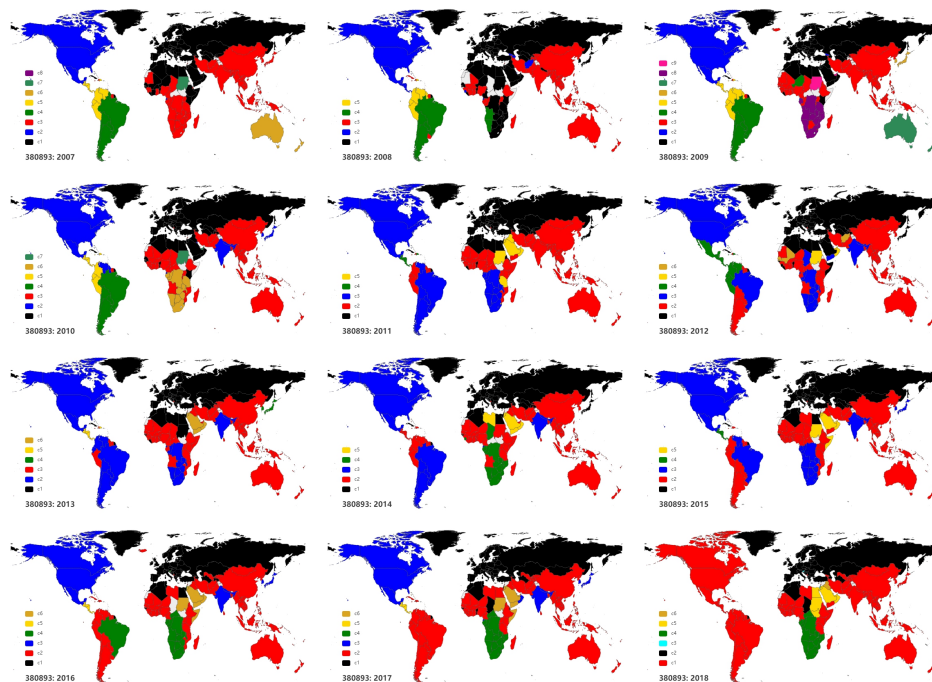 c8
c7
c6
c5
c4
c3
c2
c1
380893: 2007
c5
c4
c3
c2
c1
380893: 2008
c9
c8
c7
c6
c5
c4
c3
c2
c1
380893: 2009
c7
c6
c5
c4
c3
c2
c1
380893: 2010
c5
c4
c3
c2
c1
380893: 2011
c6
c5
c4
c3
c2
c1
380893: 2012
c6
c5
c4
c3
c2
c1
380893: 2013
c5
c4
c3
c2
c1
380893: 2014
c5
c4
c3
c2
c1
380893: 2015
c6
c5
c4
c3
c2
c1
380893: 2016
c6
c5
c4
c3
c2
c1
380893: 2017
c6
c5
c4
c3
c2
c1
380893: 2018